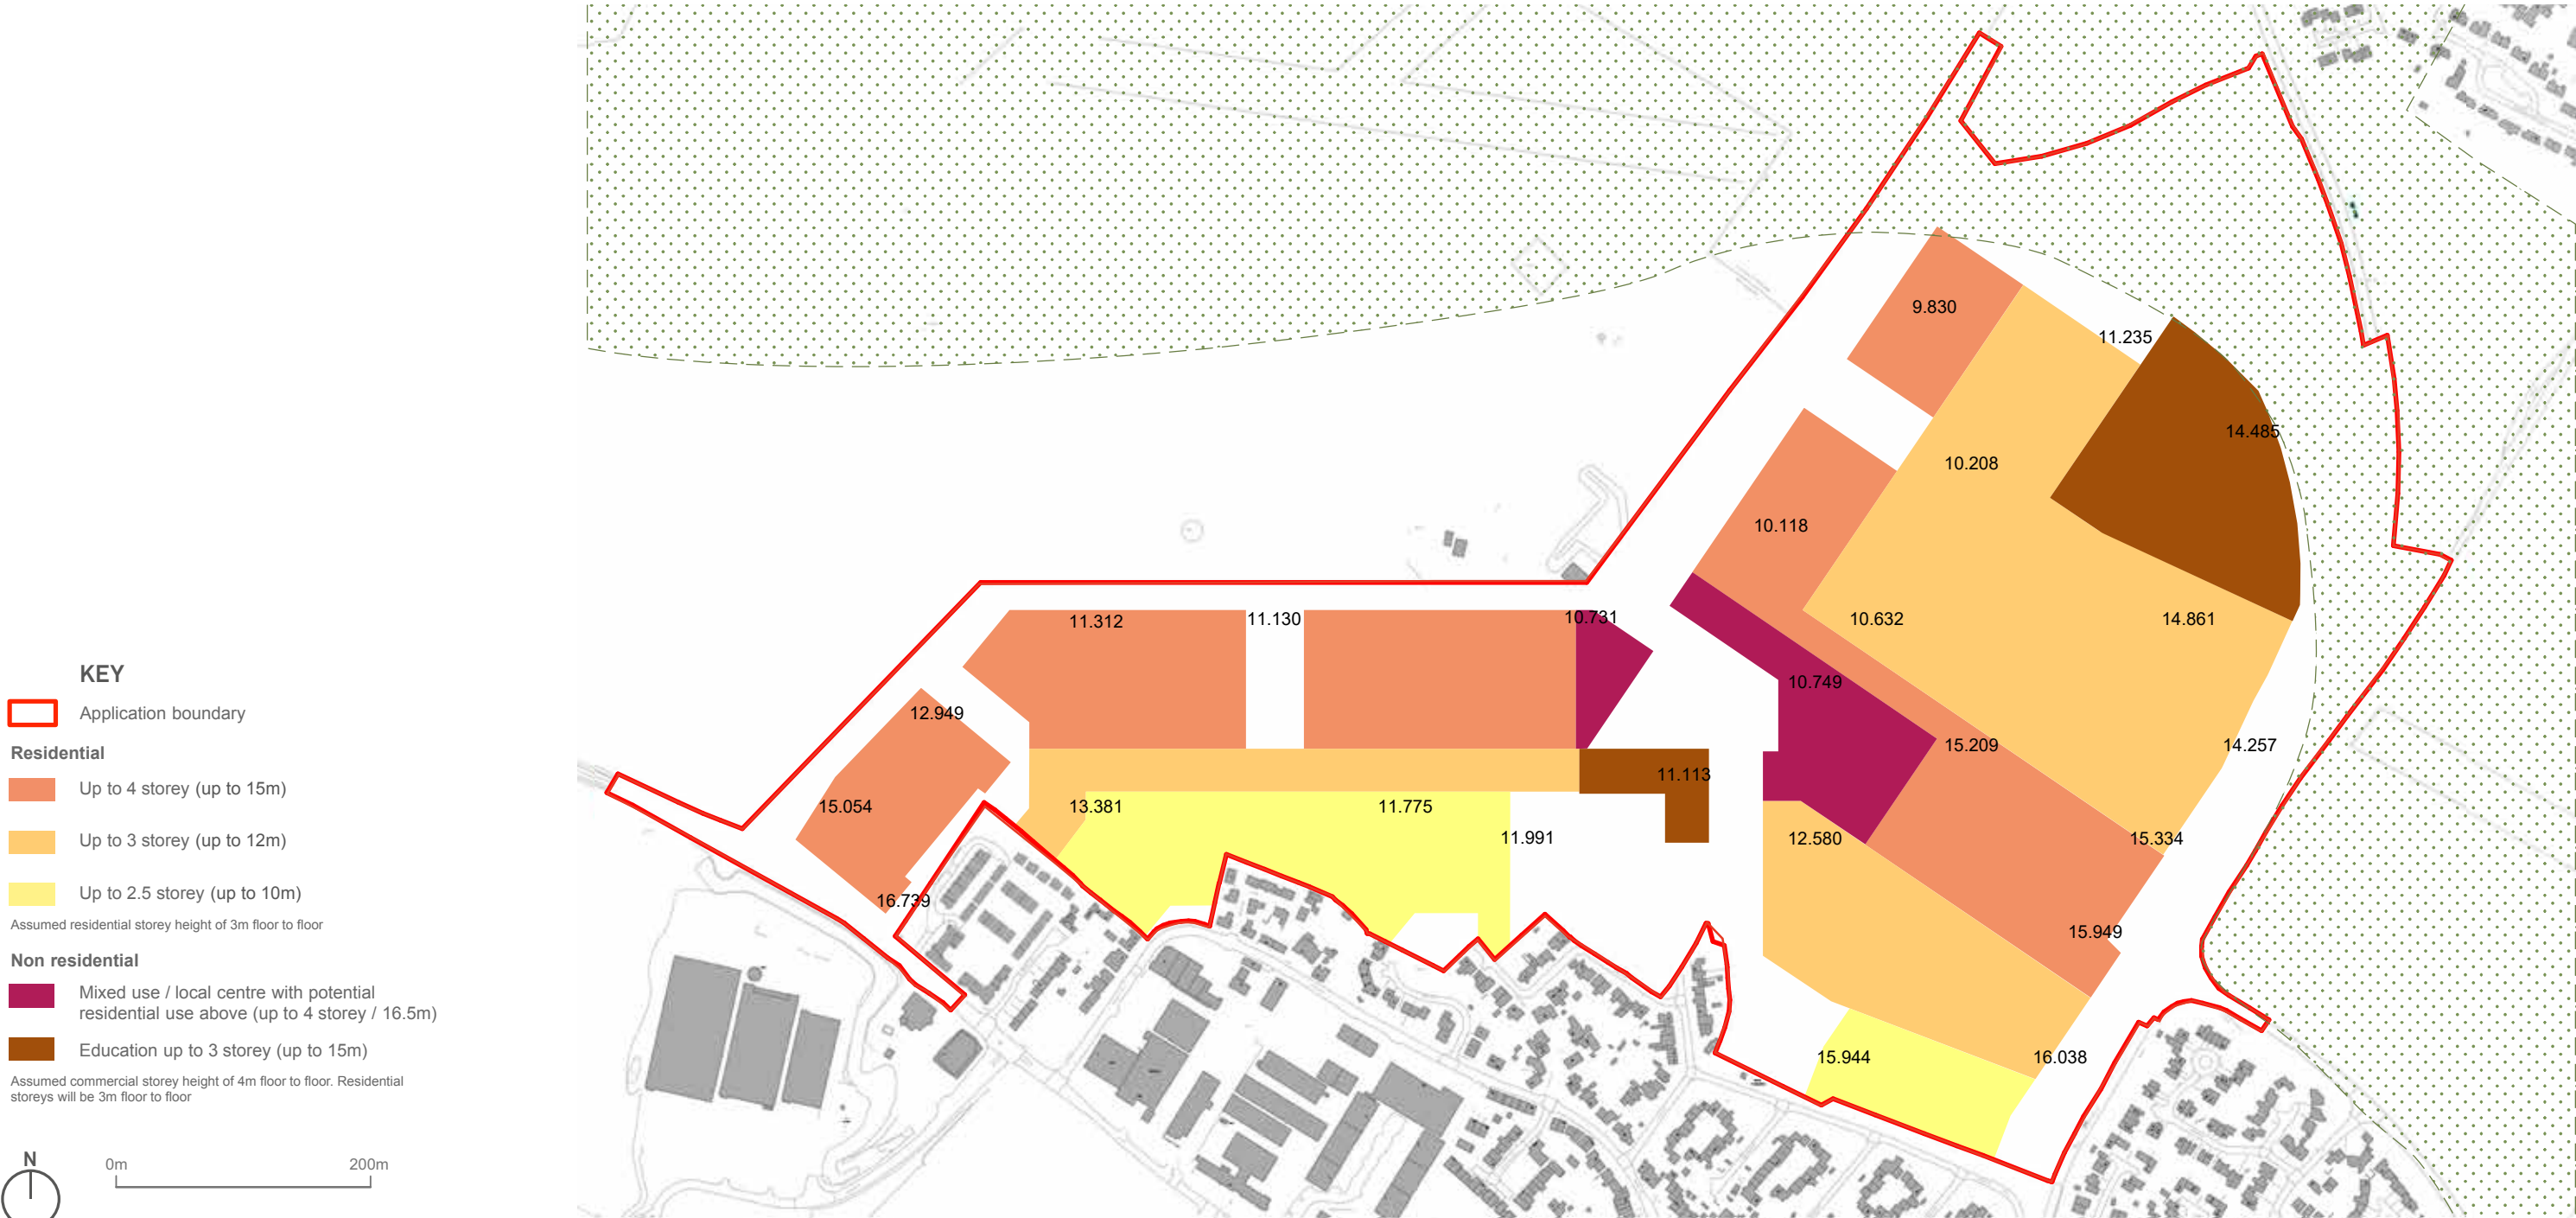 KEY
Application boundary
Residential
Up to 4 storey (up to 15m)
Up to 3 storey (up to 12m)
Up to 2.5 storey (up to 10m)
Assumed residential storey height of 3m floor to floor
Non residential
Mixed use / local centre with potential
residential use above (up to 4 storey / 16.5m)
Education up to 3 storey (up to 15m)
Assumed commercial storey height of 4m floor to floor. Residential
storeys will be 3m floor to floor
N
0m 200m
9.830
11.235
14.485
10.208
10.118
11.312
11.130
10.731
10.632
14.861
10.749
12.949
15.209
14.257
11.113
15.054
13.381
11.775
11.991
12.580
15.334
16.739
15.949
15.944
16.038